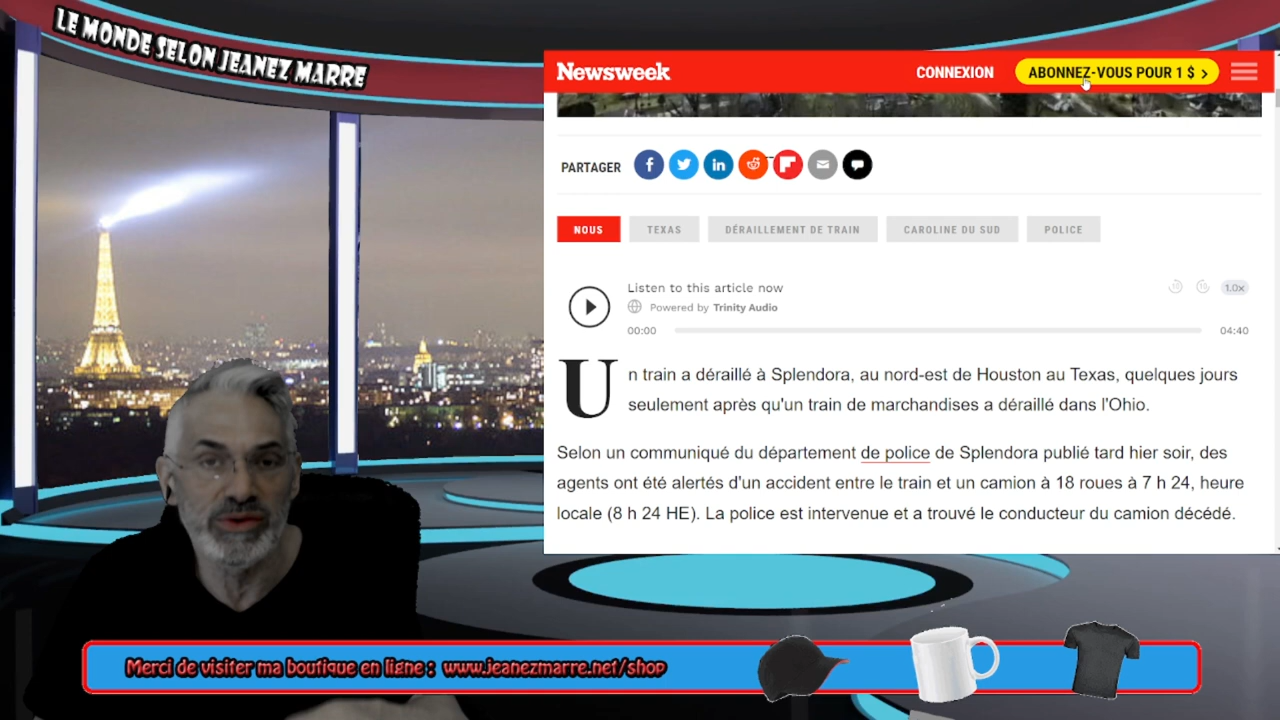 LE MONDE SELON JEANEZ MARRE
Newsweek
CONNEXION
ABONNEZ-VOUS POUR 1 $ >
PARTAGER
NOUS
TEXAS
DÉRAILLEMENT DE TRAIN
CAROLINE DU SUD
POLICE
Listen to this article now
1.0x
Powered by Trinity Audio
00:00
04:40
Un train a déraillé à Splendora, au nord-est de Houston au Texas, quelques jours
seulement après qu'un train de marchandises a déraillé dans l'Ohio.
Selon un communiqué du département de police de Splendora publié tard hier soir, des
agents ont été alertés d'un accident entre le train et un camion à 18 roues à 7 h 24, heure
locale (8 h 24 HE). La police est intervenue et a trouvé le conducteur du camion décédé.
Merci de visiter ma boutique en ligne : www.jeanezmarre.net/shop